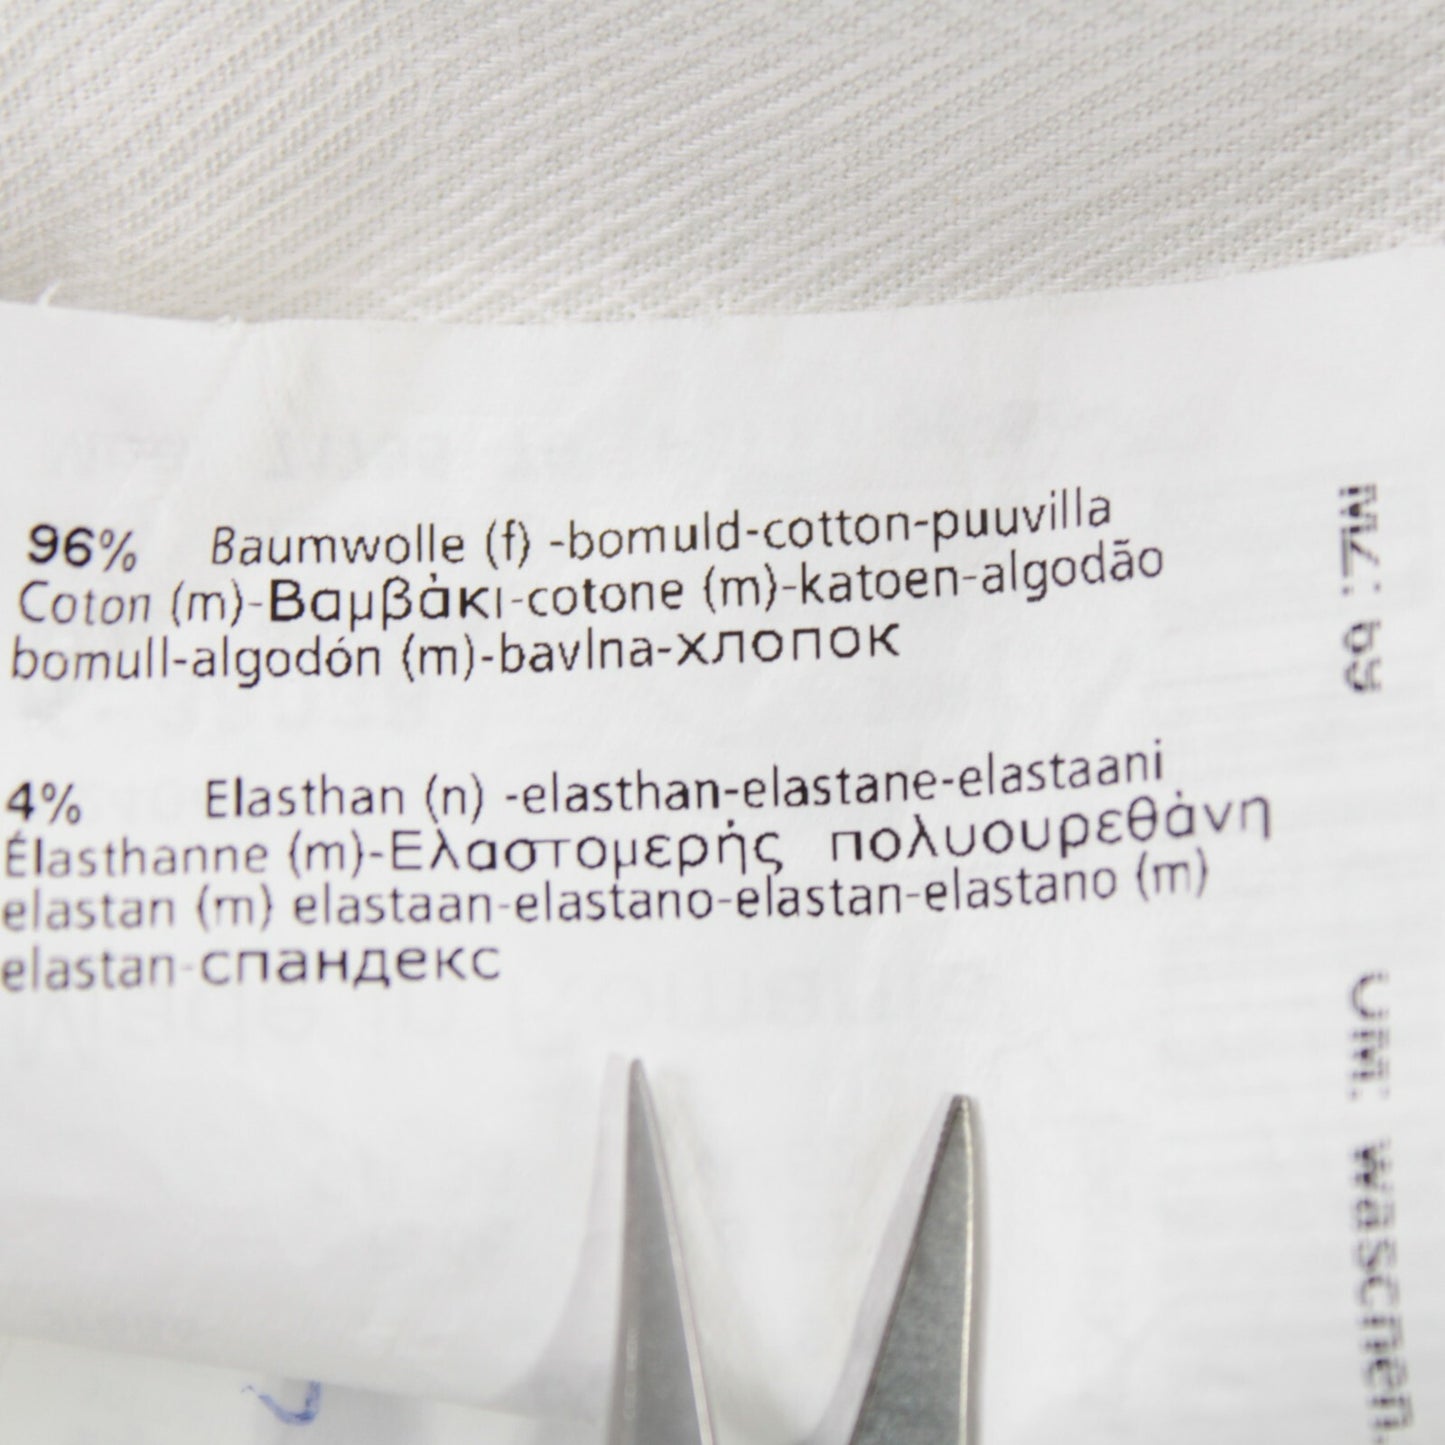 96% Baumwolle (f) -bomuld-cotton-puuvilla
Coton (m)-Βαμβάκι-cotone (m)-katoen-algodão
bomull-algodón (m)-bavlna-хлопок
4% Elasthan (n) -elasthan-elastane-elastaani
Élasthanne (m)-Ελαστομερής πολυουρεθάνη
elastan (m) elastaan-elastano-elastan-elastano (m)
elastan-спандекс
MZ: